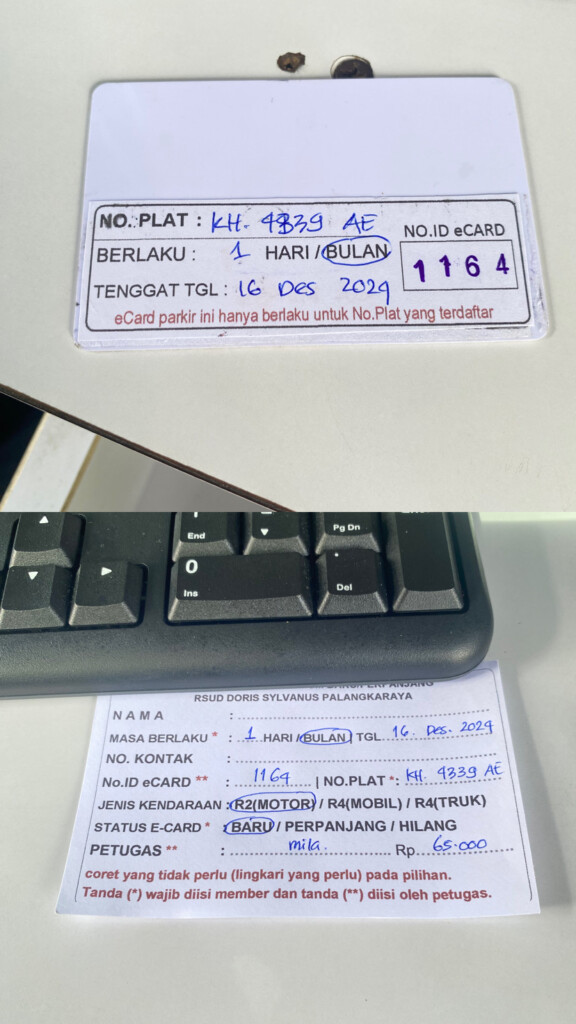 NO. PLAT : KH. 4339 AE
NO.ID eCARD
BERLAKU : 1 HARI / BULAN
1164
TENGGAT TGL : 16 Des 2024
eCard parkir ini hanya berlaku untuk No.Plat yang terdaftar
End
Pg Dn
0
Ins
.
Del
PERPANJANG
RSUD DORIS SYLVANUS PALANGKARAYA
NAMA :
MASA BERLAKU * : 1 HARI / BULAN | TGL 16. Des. 2024
NO. KONTAK :
No.ID eCARD ** : 1164 | NO.PLAT *: KH. 4339 AE
JENIS KENDARAAN : R2(MOTOR) / R4(MOBIL) / R4(TRUK)
STATUS E-CARD * : BARU / PERPANJANG / HILANG
PETUGAS ** : mila. Rp. 65.000
coret yang tidak perlu (lingkari yang perlu) pada pilihan.
Tanda (*) wajib diisi member dan tanda (**) diisi oleh petugas.